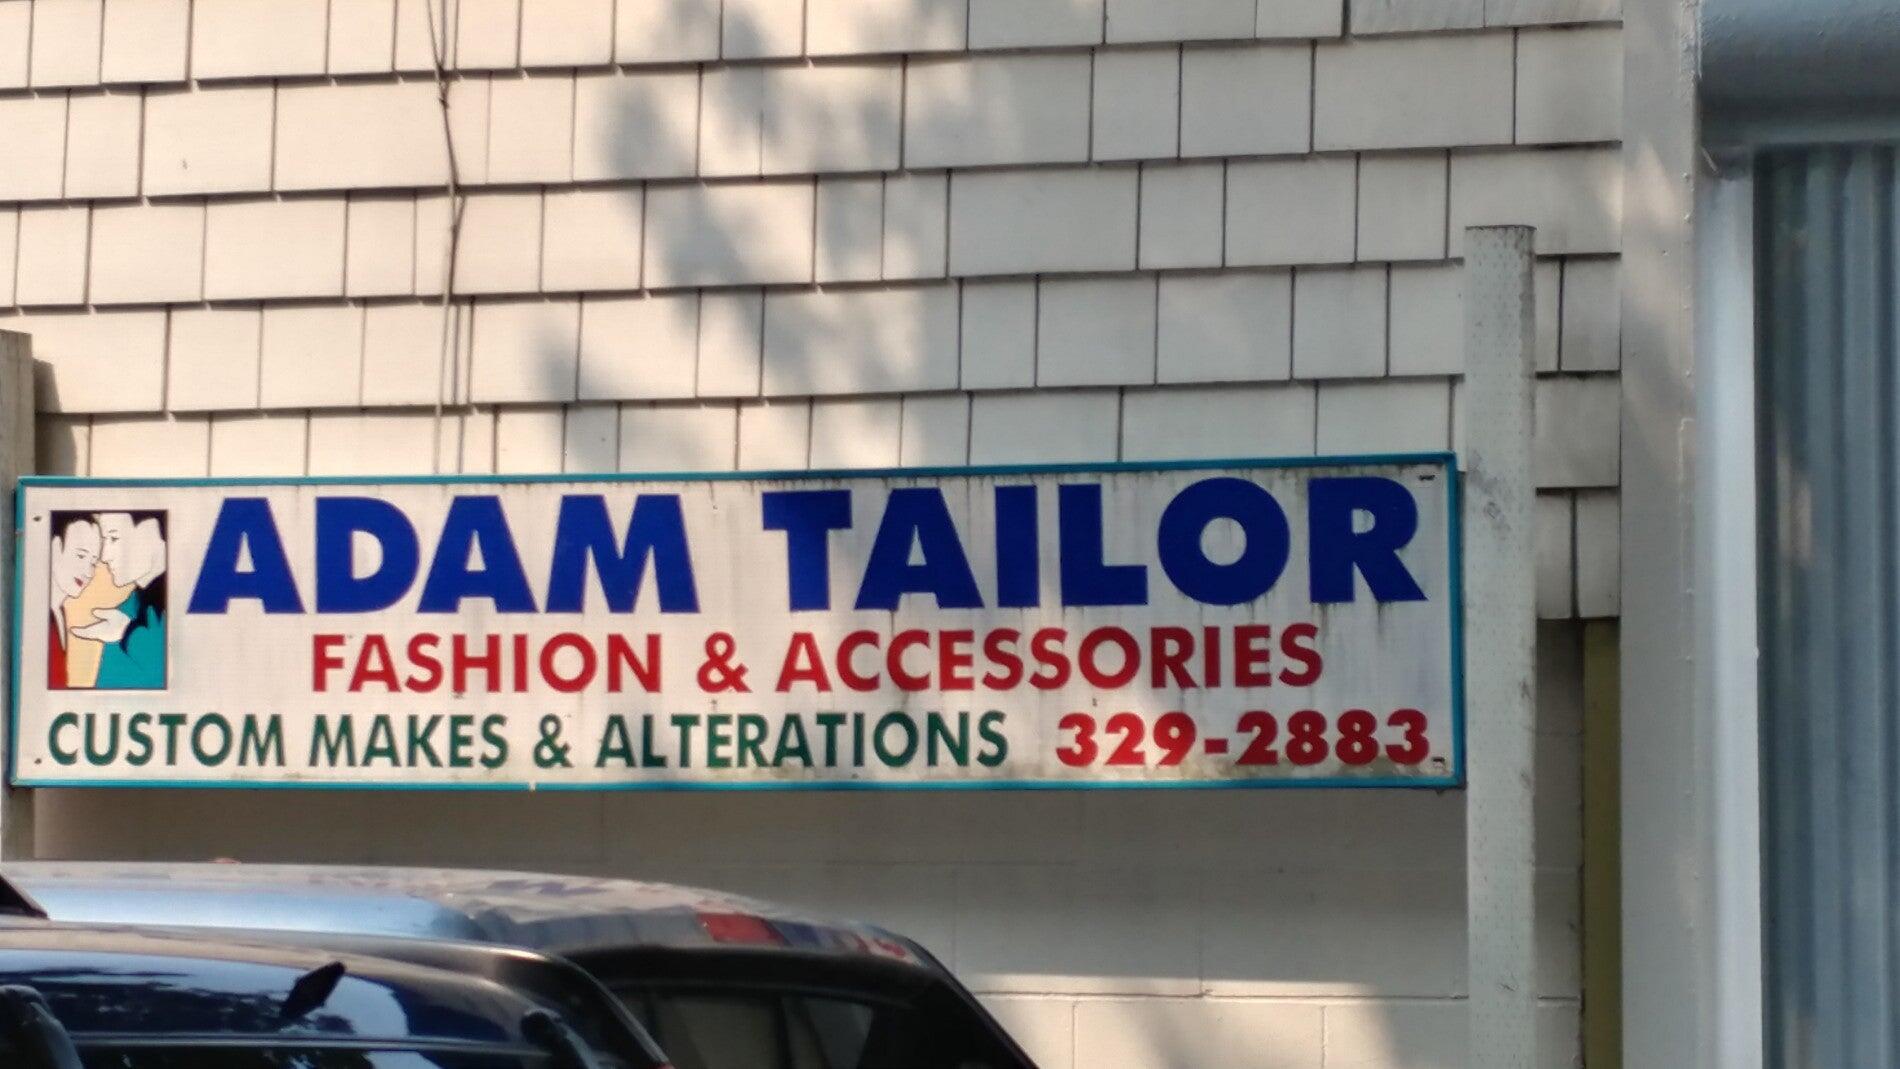 ADAM TAILOR
FASHION & ACCESSORIES
CUSTOM MAKES & ALTERATIONS 329-2883